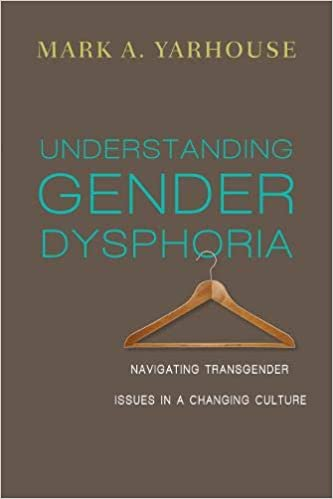 MARK A. YARHOUSE
UNDERSTANDING
GENDER
DYSPHORIA
NAVIGATING TRANSGENDER
ISSUES IN A CHANGING CULTURE